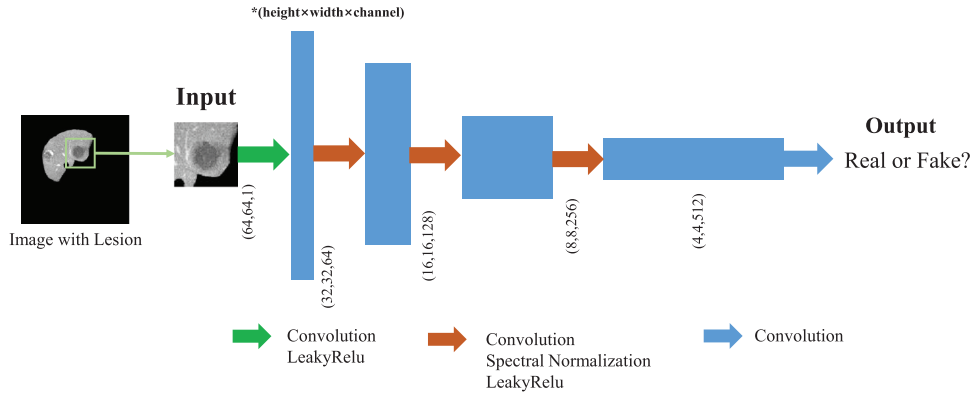 *(height×width×channel)
Input
Output
Real or Fake?
Image with Lesion
(64,64,1)
(32,32,64)
(16,16,128)
(8,8,256)
(4,4,512)
Convolution
LeakyRelu
Convolution
Spectral Normalization
LeakyRelu
Convolution